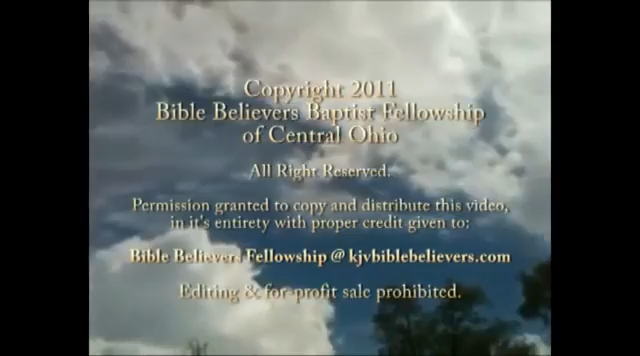 Copyright 2011
Bible Believers Baptist Fellowship
of Central Ohio
All Right Reserved.
Permission granted to copy and distribute this video,
in it's entirety with proper credit given to:
Bible Believers Fellowship @ kjvbiblebelievers.com
Editing & for-profit sale prohibited.